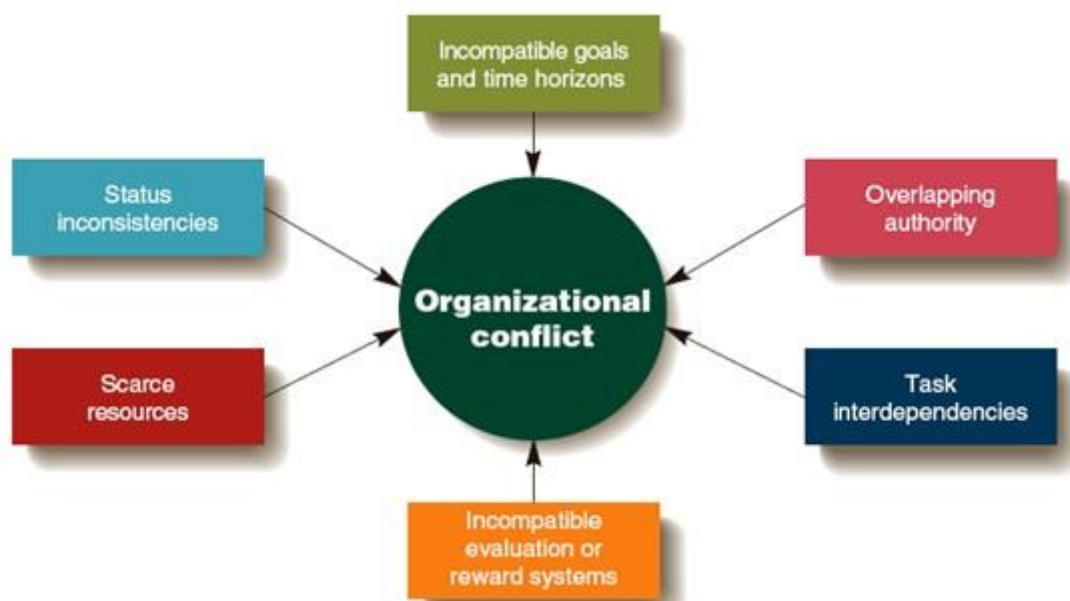 Incompatible goals
and time horizons
Status
inconsistencies
Overlapping
authority
Organizational
conflict
Scarce
resources
Task
interdependencies
Incompatible
evaluation or
reward systems